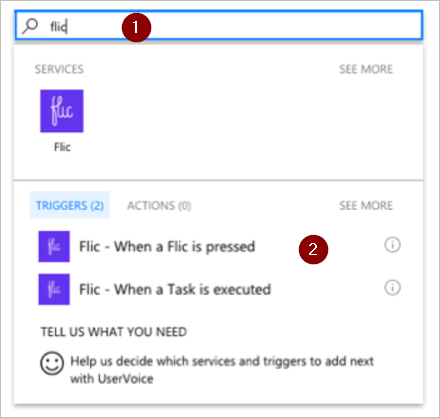 flic
1
SERVICES SEE MORE
flic
Flic
TRIGGERS (2) ACTIONS (0) SEE MORE
flic Flic - When a Flic is pressed 2
flic Flic - When a Task is executed
TELL US WHAT YOU NEED
Help us decide which services and triggers to add next
with UserVoice